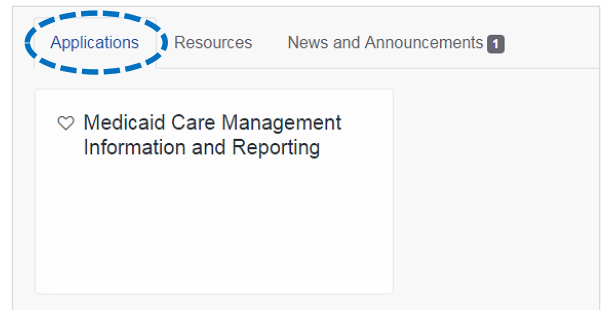 Applications Resources News and Announcements 1
Medicaid Care Management
Information and Reporting